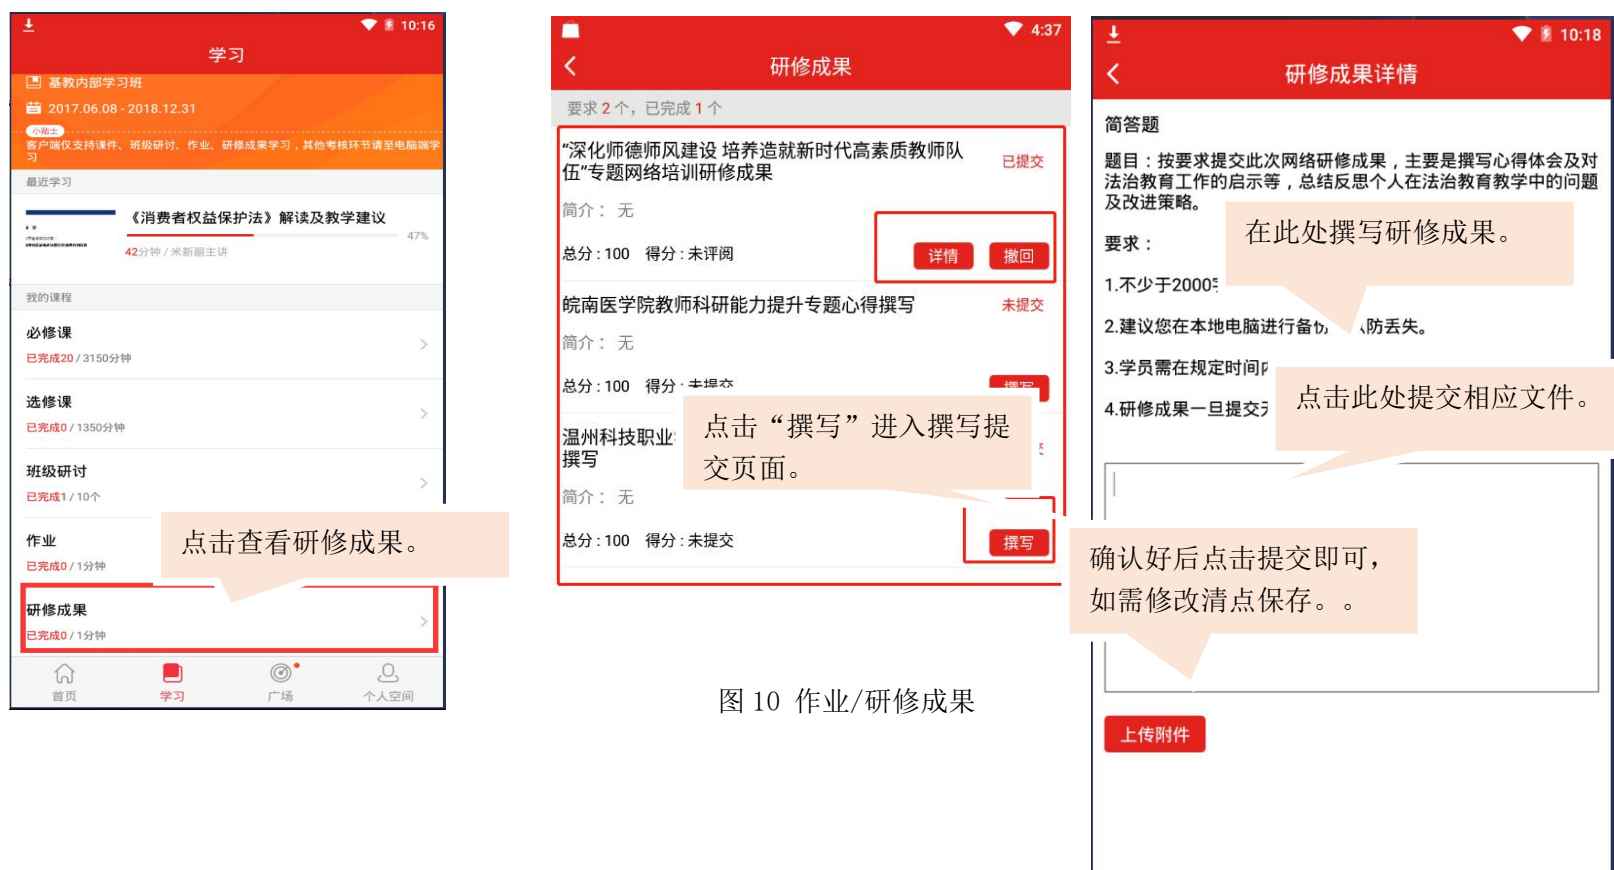 10:16
学习
基教内部学习班
2017.06.08 - 2018.12.31
小贴士
客户端仅支持课件、班级研讨、作业、研修成果学习，其他考核环节请至电脑端学
习
最近学习
《消费者权益保护法》解读及教学建议
47%
42分钟 / 米新丽主讲
我的课程
必修课
已完成20 / 3150分钟
选修课
已完成0 / 1350分钟
班级研讨
已完成1 / 10个
作业
已完成0 / 1分钟
点击查看研修成果。
研修成果
已完成0 / 1分钟
首页 学习 广场 个人空间
4:37
研修成果
要求 2 个，已完成 1 个
“深化师德师风建设 培养造就新时代高素质教师队
伍”专题网络培训研修成果
已提交
简介： 无
总分 : 100 得分 : 未评阅 详情 撤回
皖南医学院教师科研能力提升专题心得撰写 未提交
简介： 无
总分 : 100 得分 : 未提交 撰写
点击“撰写”进入撰写提
交页面。
温州科技职业
撰写
简介： 无
总分 : 100 得分 : 未提交 撰写
图 10 作业/研修成果
10:18
研修成果详情
简答题
题目：按要求提交此次网络研修成果，主要是撰写心得体会及对
法治教育工作的启示等，总结反思个人在法治教育教学中的问题
及改进策略。
在此处撰写研修成果。
要求：
1.不少于2000
2.建议您在本地电脑进行备份 防丢失。
3.学员需在规定时间
点击此处提交相应文件。
4.研修成果一旦提交
确认好后点击提交即可，
如需修改清点保存。。
上传附件